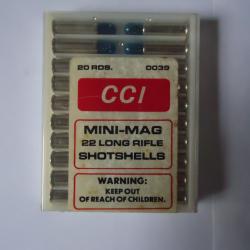 20 RDS. 0039
CCI
MINI-MAG
22 LONG RIFLE
SHOTSHELLS
WARNING:
KEEP OUT
OF REACH OF CHILDREN.